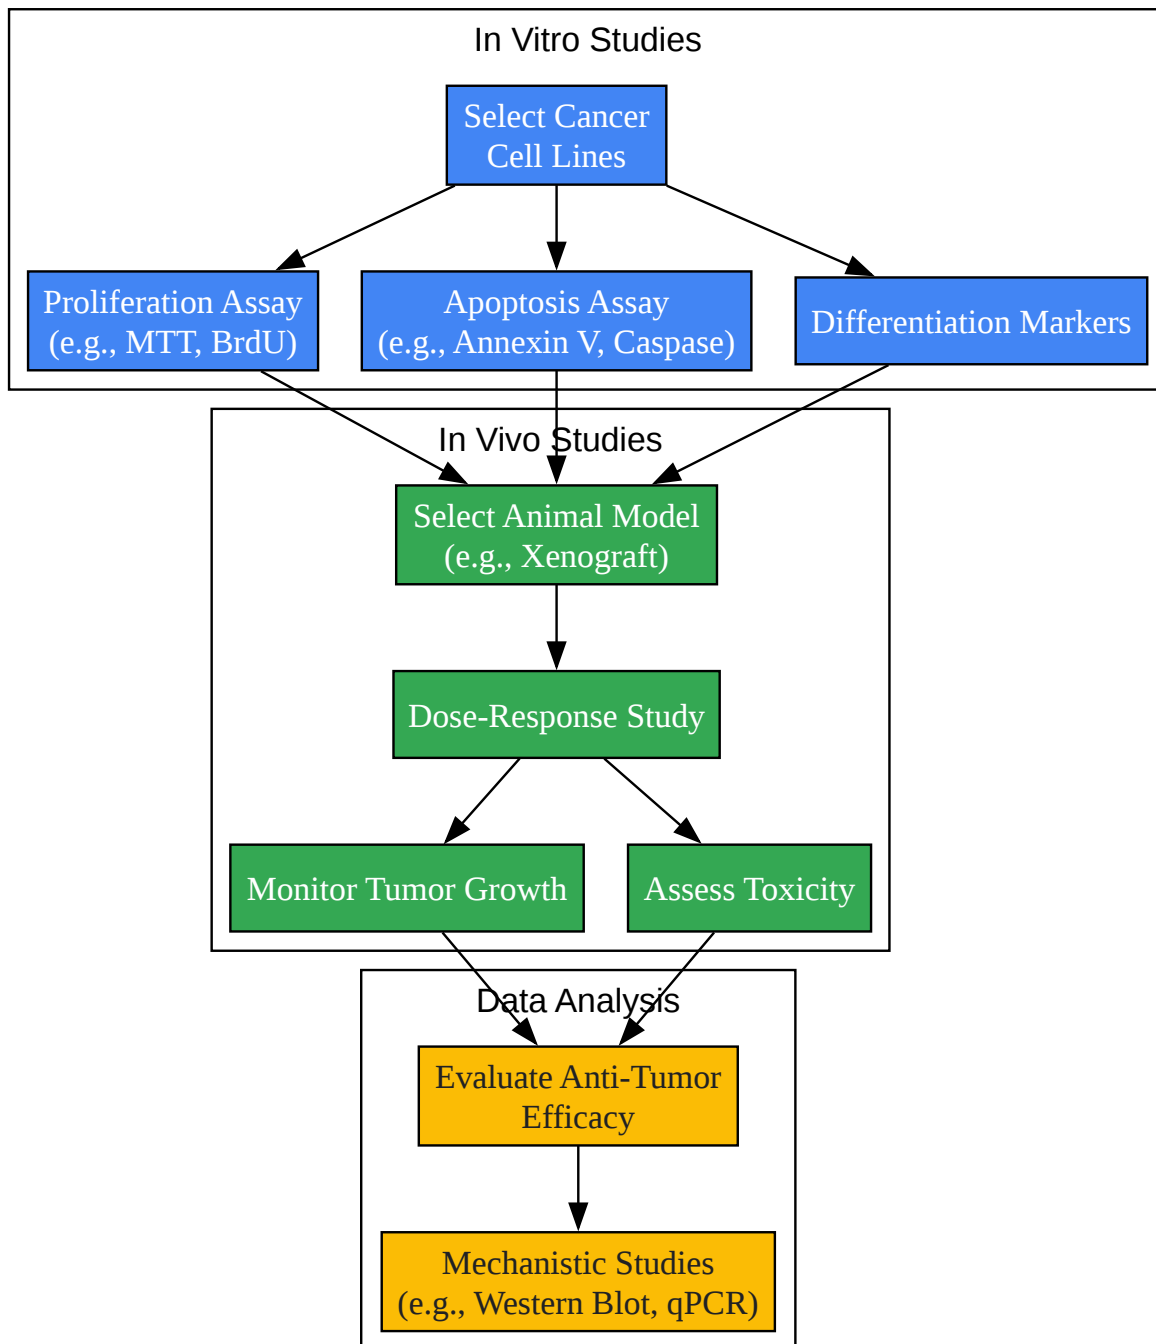 In Vitro Studies
Select Cancer
Cell Lines
Proliferation Assay
(e.g., MTT, BrdU)
Apoptosis Assay
(e.g., Annexin V, Caspase)
Differentiation Markers
In Vivo Studies
Select Animal Model
(e.g., Xenograft)
Dose-Response Study
Monitor Tumor Growth
Assess Toxicity
Data Analysis
Evaluate Anti-Tumor
Efficacy
Mechanistic Studies
(e.g., Western Blot, qPCR)